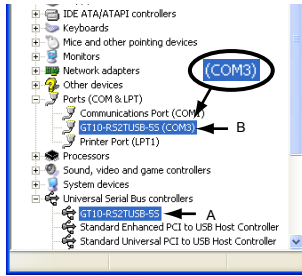 IDE ATA/ATAPI controllers
Keyboards
Mice and other pointing devices
Monitors
Network adapters
(COM3)
Other devices
Ports (COM & LPT)
Communications Port (COM1)
GT10-RS2TUSB-5S (COM3)
B
Printer Port (LPT1)
Processors
Sound, video and game controllers
System devices
Universal Serial Bus controllers
GT10-RS2TUSB-5S
A
Standard Enhanced PCI to USB Host Controller
Standard Universal PCI to USB Host Controller